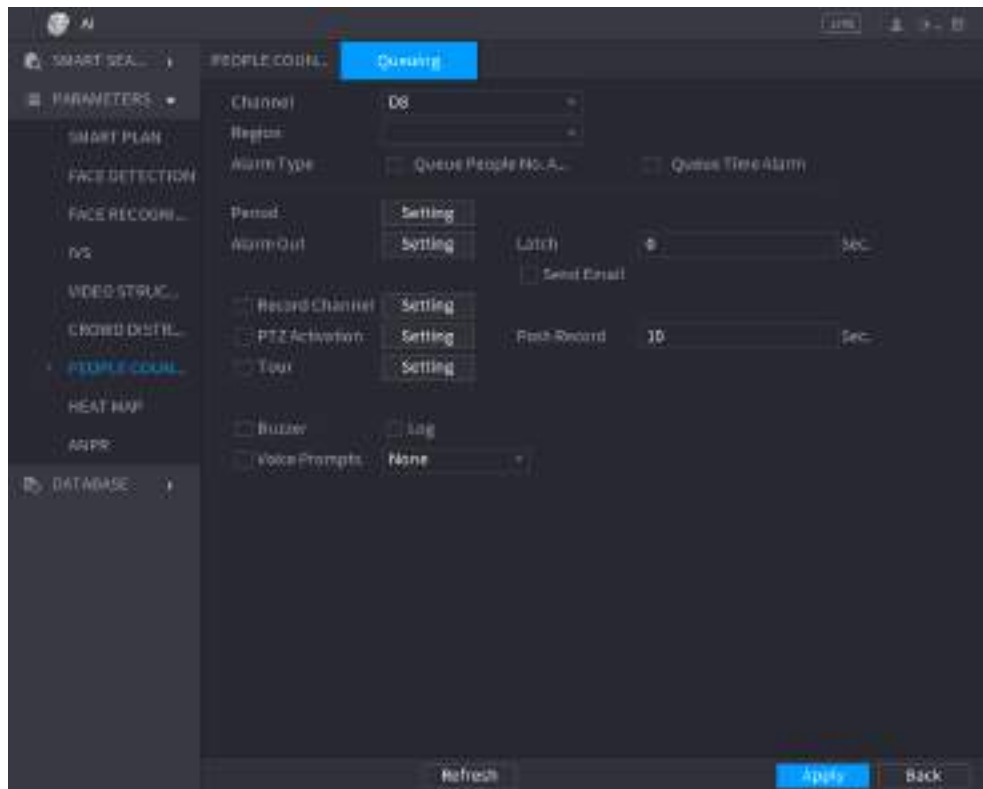 AI LIVE
SMART SEA... PEOPLE COUN... Queuing
PARAMETERS
SMART PLAN
FACE DETECTION
FACE RECOGNI...
IVS
VIDEO STRUC...
CROWD DISTR...
PEOPLE COUN...
HEAT MAP
ANPR
DATABASE
Channel D8
Region
Alarm Type Queue People No. A... Queue Time Alarm
Period Setting
Alarm-Out Setting Latch 0 Sec.
Send Email
Record Channel Setting
PTZ Activation Setting Post-Record 10 Sec.
Tour Setting
Buzzer Log
Voice Prompts None
Refresh Apply Back